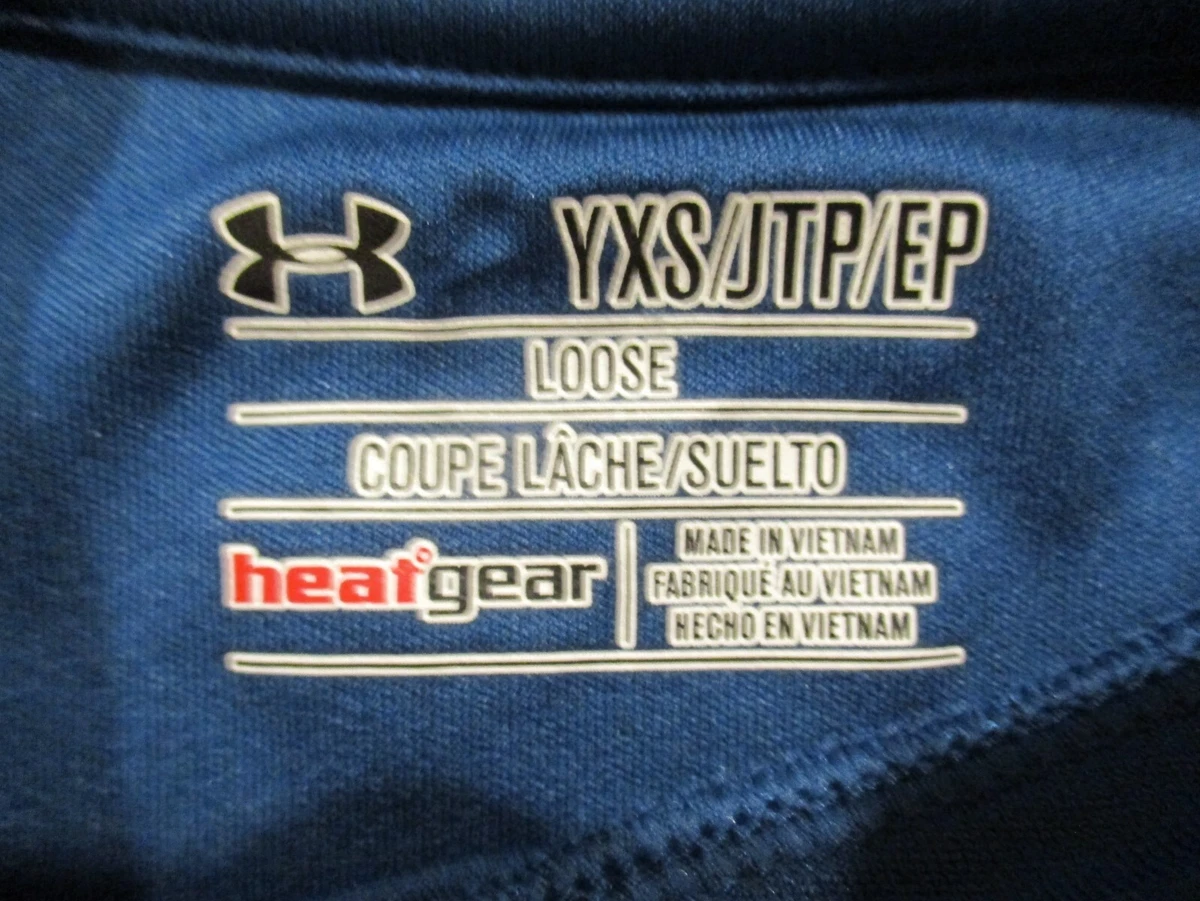 YXS/JTP/EP
LOOSE
COUPE LÂCHE/SUELTO
heatgear
MADE IN VIETNAM
FABRIQUÉ AU VIETNAM
HECHO EN VIETNAM